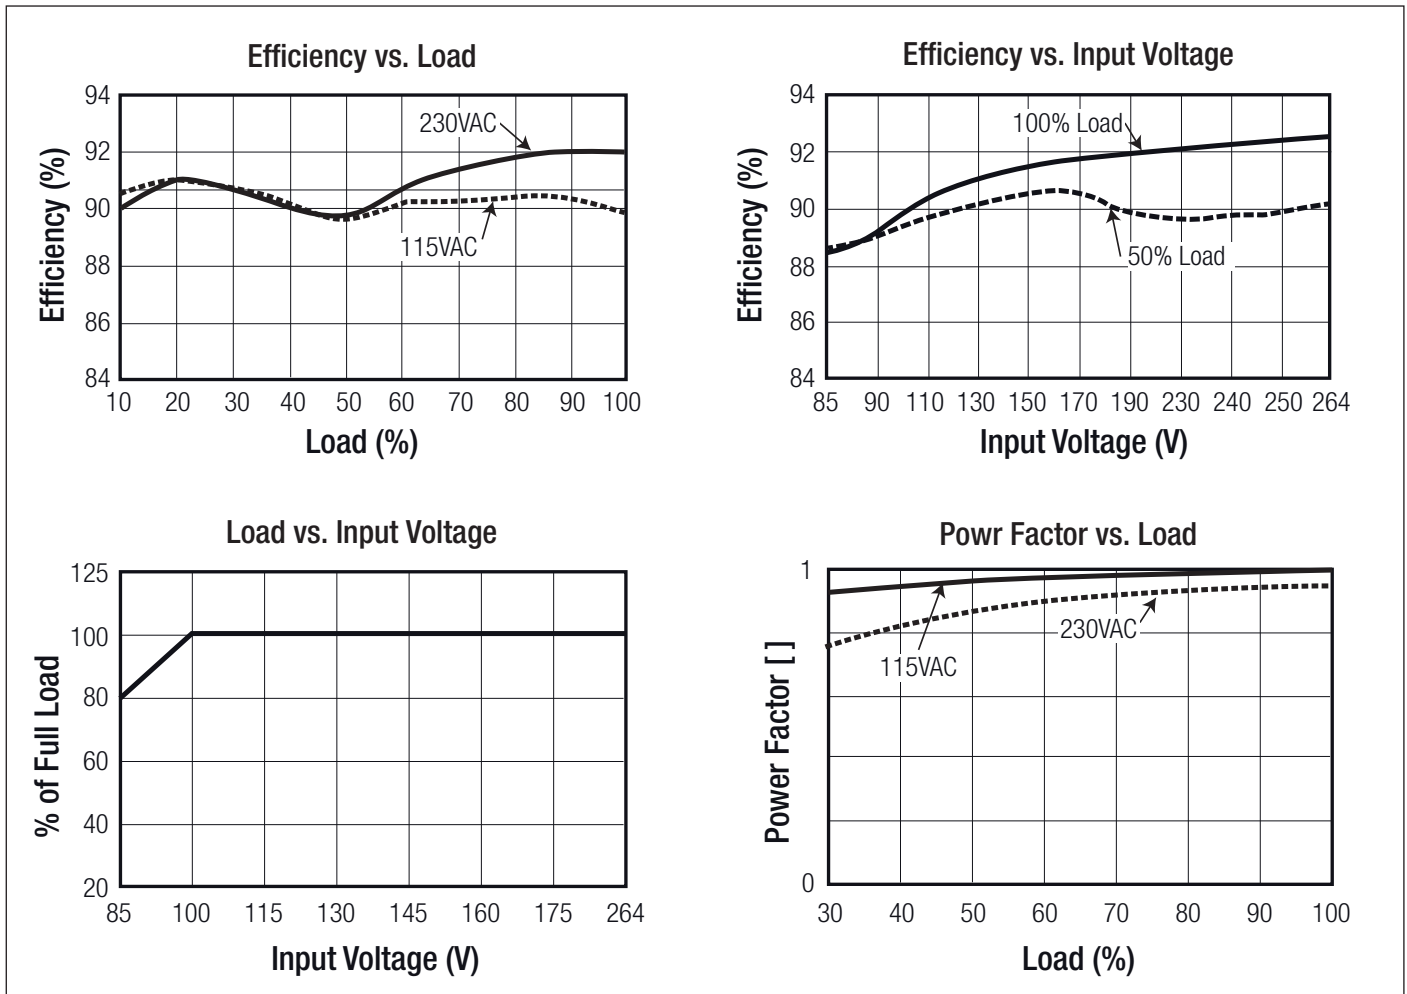 Efficiency vs. Load
94
92
90
88
86
84
Efficiency (%)
230VAC
115VAC
10 20 30 40 50 60 70 80 90 100
Load (%)
Efficiency vs. Input Voltage
94
92
90
88
86
84
Efficiency (%)
100% Load
50% Load
85 90 110 130 150 170 190 230 240 250 264
Input Voltage (V)
Load vs. Input Voltage
125
100
80
60
40
20
% of Full Load
85 100 115 130 145 160 175 264
Input Voltage (V)
Powr Factor vs. Load
1
0
Power Factor [ ]
230VAC
115VAC
30 40 50 60 70 80 90 100
Load (%)